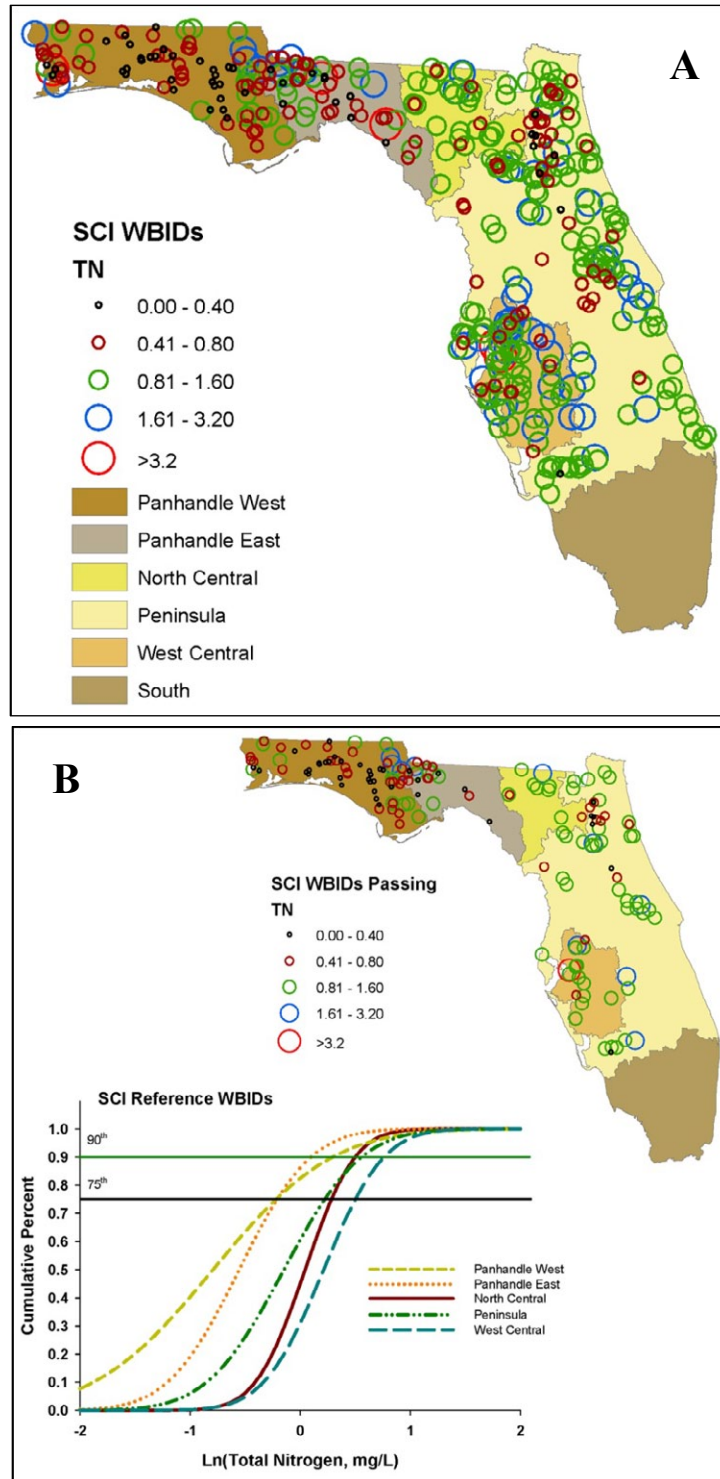 A
SCI WBIDs
TN
0.00 - 0.40
0.41 - 0.80
0.81 - 1.60
1.61 - 3.20
>3.2
Panhandle West
Panhandle East
North Central
Peninsula
West Central
South
B
SCI WBIDs Passing
TN
0.00 - 0.40
0.41 - 0.80
0.81 - 1.60
1.61 - 3.20
>3.2
SCI Reference WBIDs
1.0
90th
0.9
0.8
75th
0.7
0.6
0.5
0.4
0.3
0.2
0.1
0.0
Cumulative Percent
Panhandle West
Panhandle East
North Central
Peninsula
West Central
-2 -1 0 1 2
Ln(Total Nitrogen, mg/L)